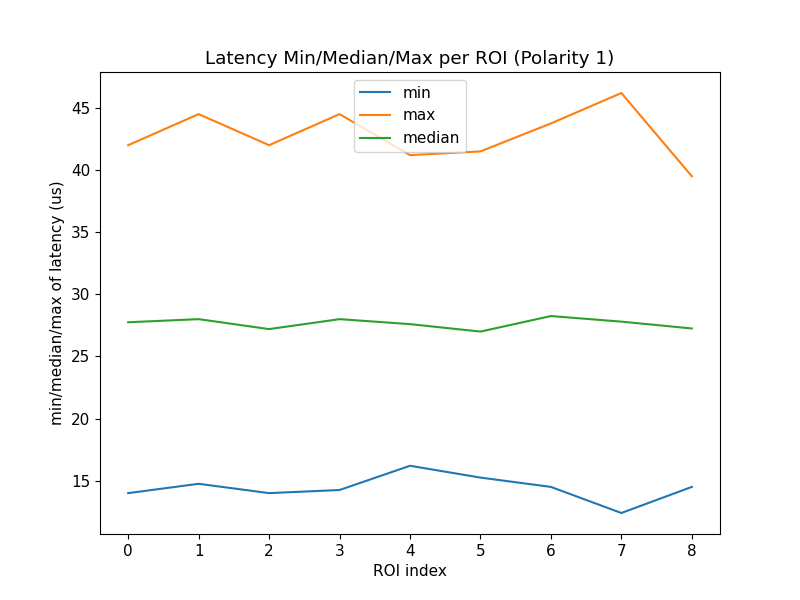 Latency Min/Median/Max per ROI (Polarity 1)
min
max
median
min/median/max of latency (us)
45
40
35
30
25
20
15
0 1 2 3 4 5 6 7 8
ROI index